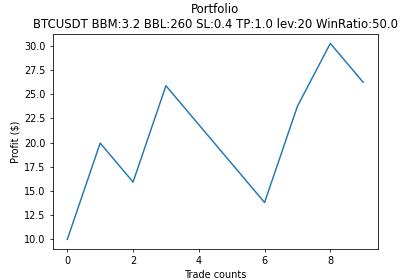 Portfolio
BTCUSDT BBM:3.2 BBL:260 SL:0.4 TP:1.0 lev:20 WinRatio:50.0
30.0
27.5
25.0
22.5
20.0
17.5
15.0
12.5
10.0
Profit ($)
0 2 4 6 8
Trade counts